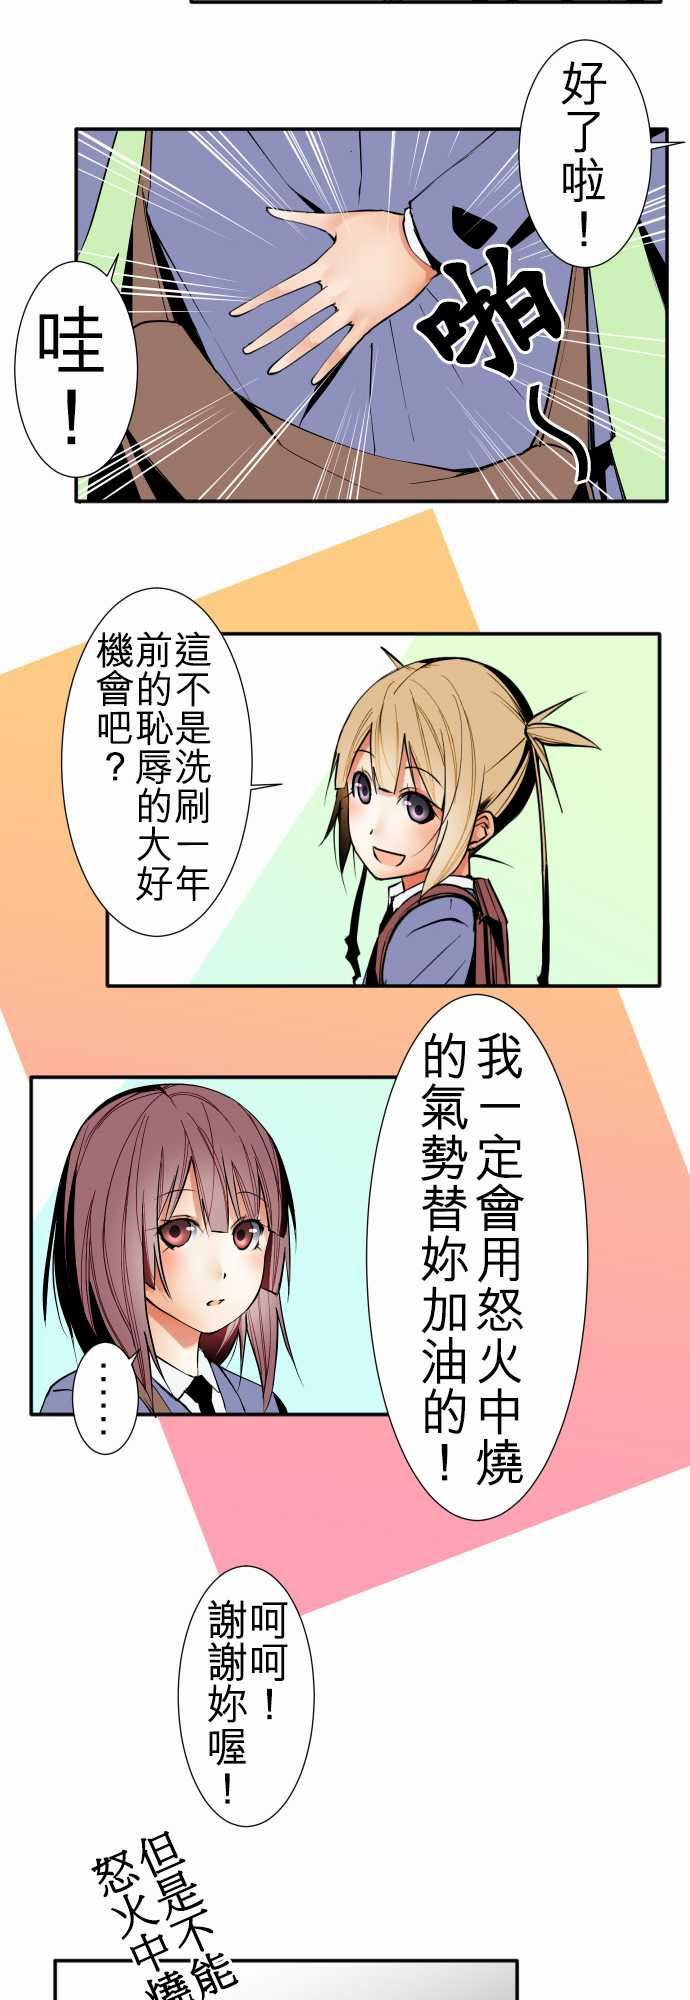 好了啦！
啪～
哇！
這不是洗刷一年
前的恥辱的大好
機會吧？
我一定會用怒火中燒
的氣勢替妳加油的！
……
呵呵！
謝謝妳喔！
但是不能
怒火中燒